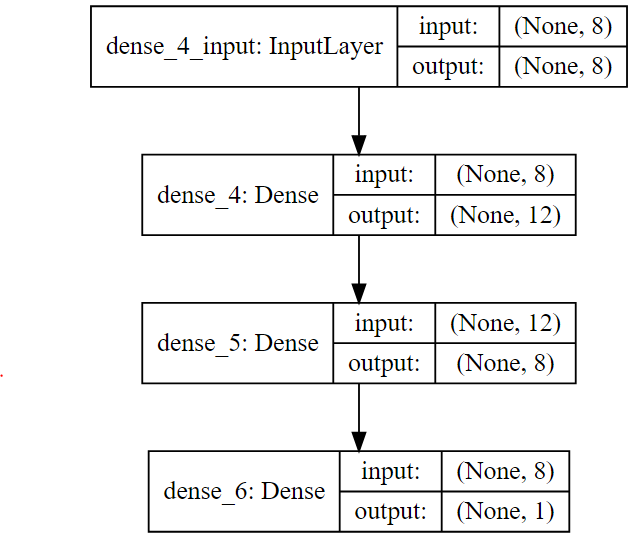 dense_4_input: InputLayer
input: (None, 8)
output: (None, 8)
dense_4: Dense
input: (None, 8)
output: (None, 12)
dense_5: Dense
input: (None, 12)
output: (None, 8)
dense_6: Dense
input: (None, 8)
output: (None, 1)